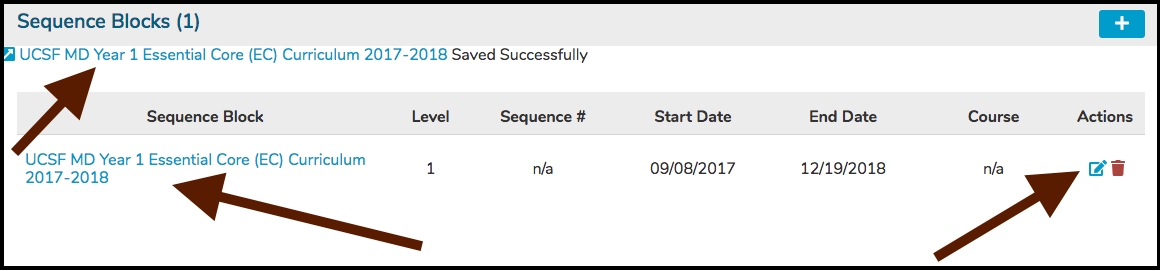 Sequence Blocks (1)
UCSF MD Year 1 Essential Core (EC) Curriculum 2017-2018 Saved Successfully
Sequence Block Level Sequence # Start Date End Date Course Actions
UCSF MD Year 1 Essential Core (EC) Curriculum
2017-2018 1 n/a 09/08/2017 12/19/2018 n/a